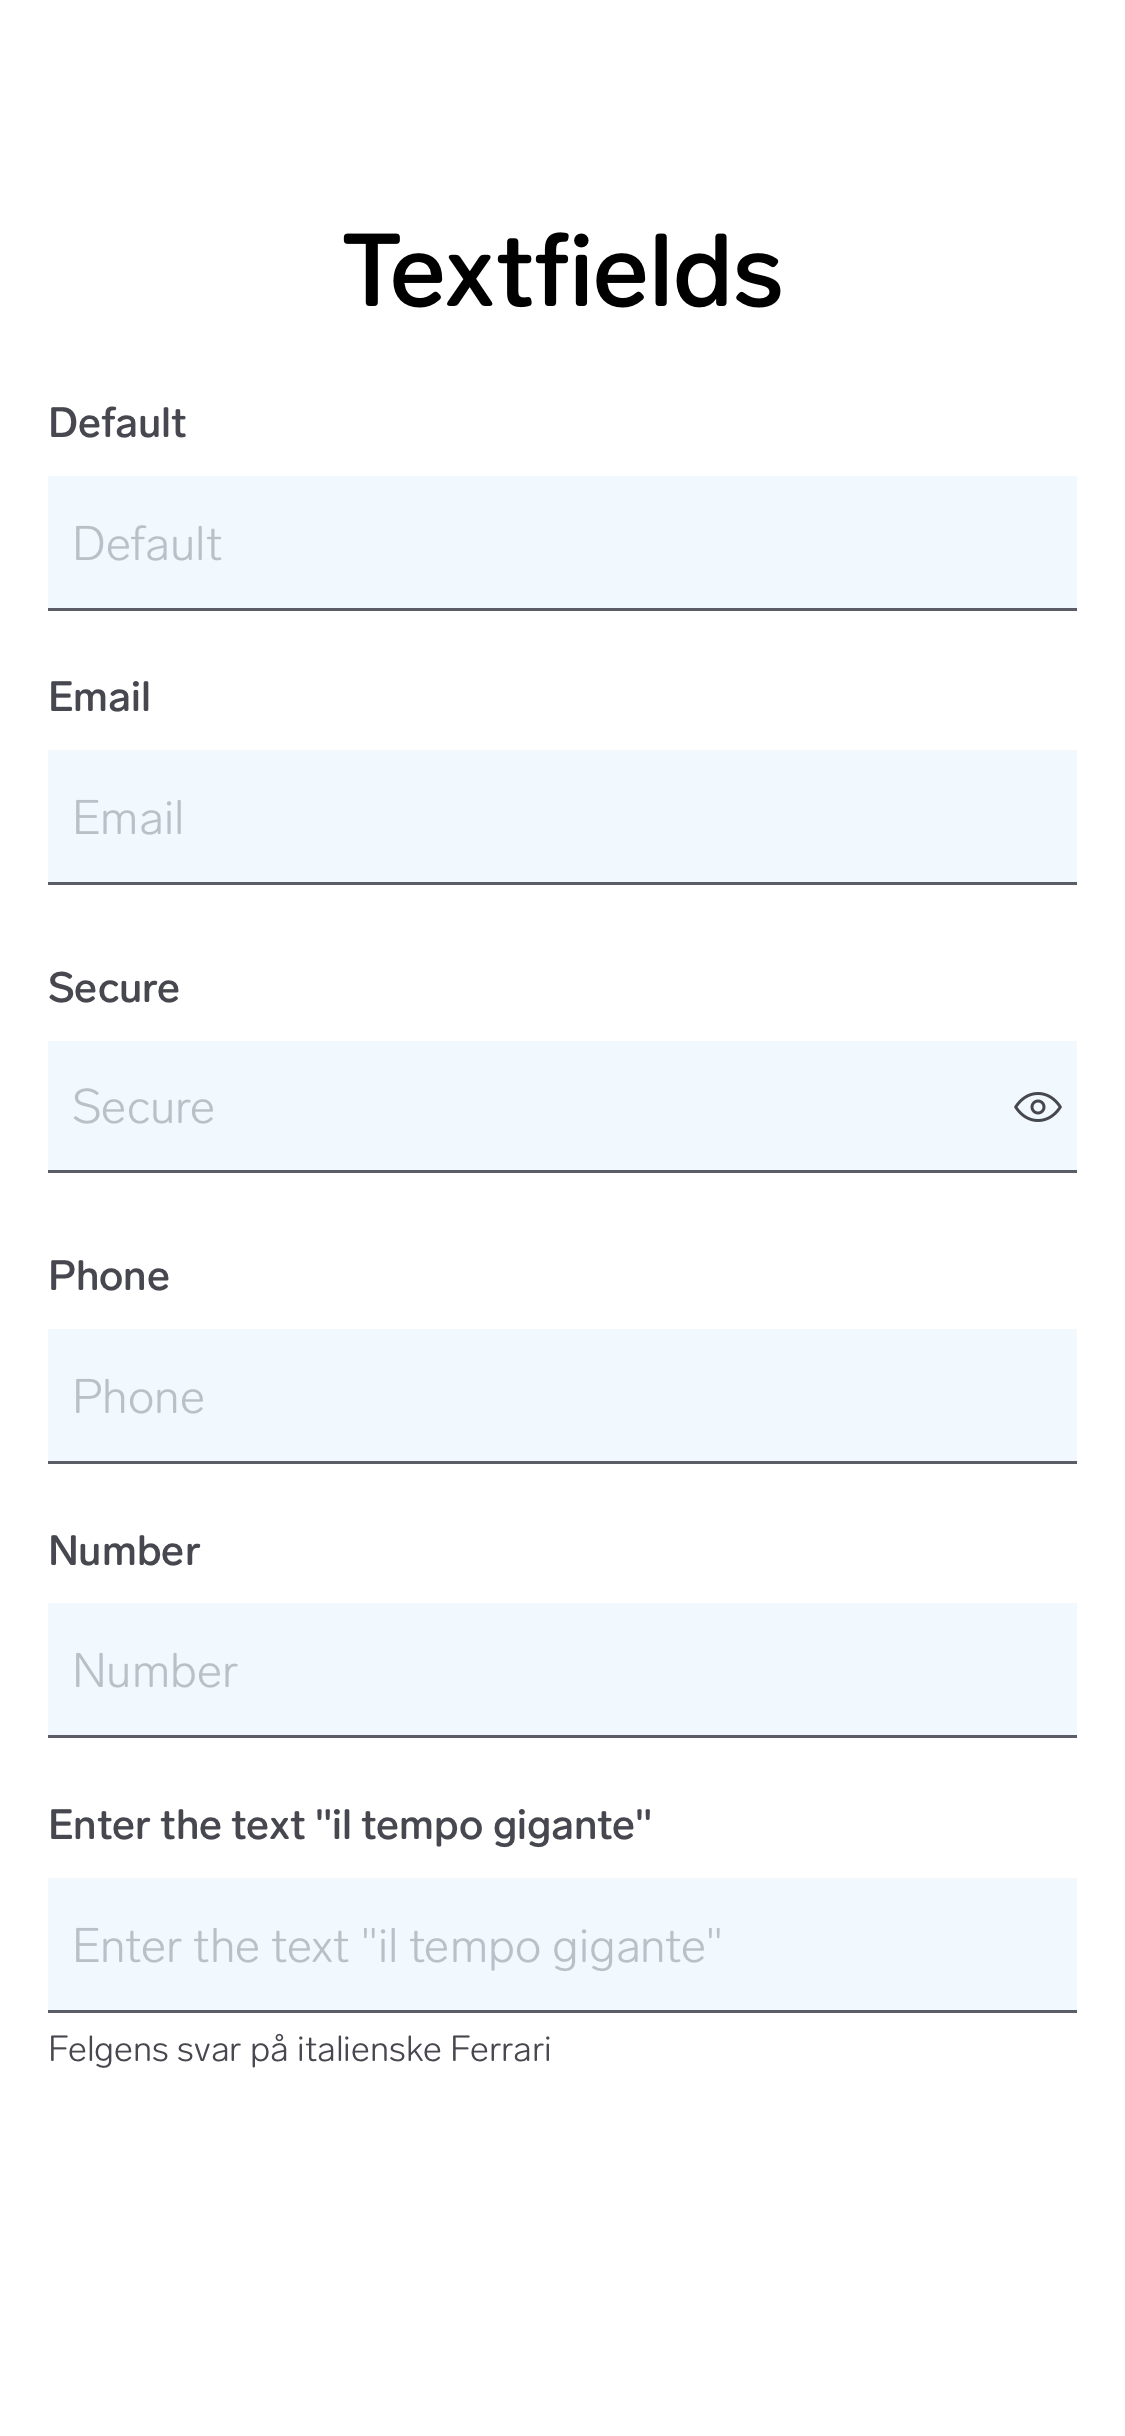 Textfields
Default
Default
Email
Email
Secure
Secure
Phone
Phone
Number
Number
Enter the text "il tempo gigante"
Enter the text "il tempo gigante"
Felgens svar på italienske Ferrari